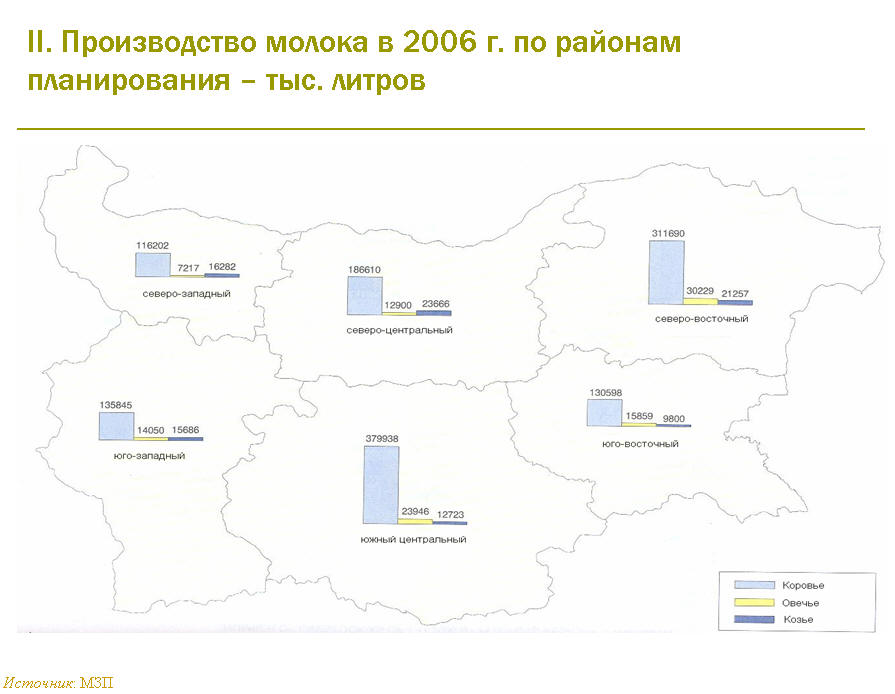 II. Производство молока в 2006 г. по районам
планирования – тыс. литров
116202
7217 16282
северо-западный
186610
12900 23666
северо-центральный
311690
30229 21257
северо-восточный
135845
14050 15686
юго-западный
379938
23946 12723
южный центральный
130598
15859 9800
юго-восточный
Коровье
Овечье
Козье
Источник: МЗП